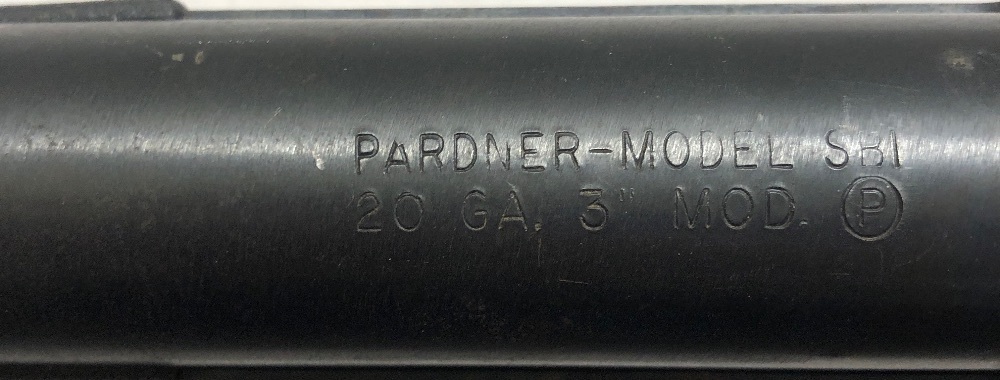 PARDNER-MODEL SB1
20 GA. 3" MOD. P